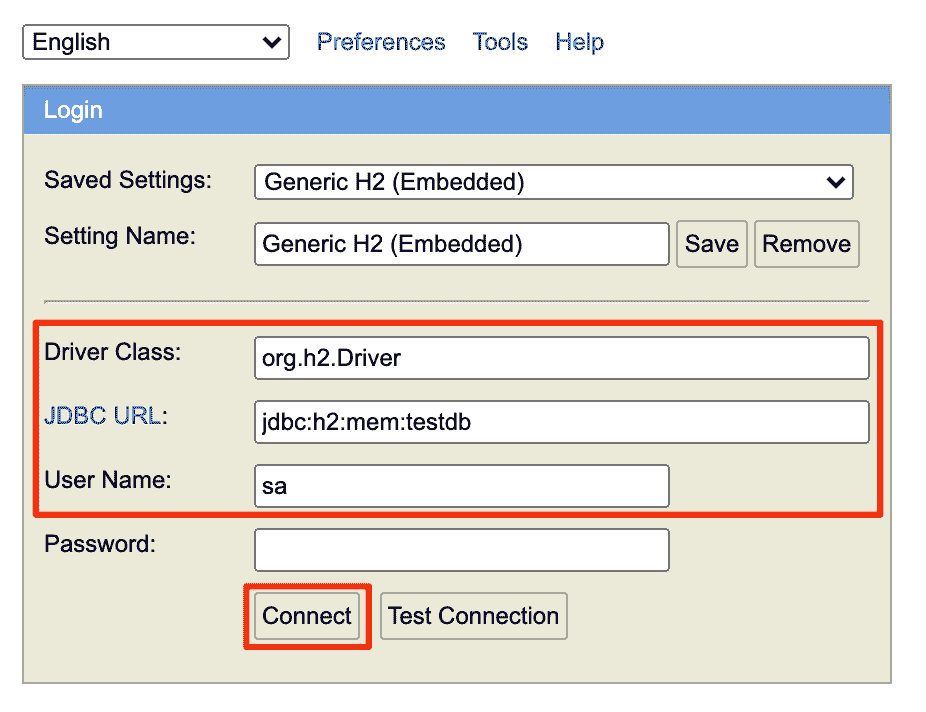 English Preferences Tools Help
Login
Saved Settings: Generic H2 (Embedded)
Setting Name: Generic H2 (Embedded) Save Remove
Driver Class: org.h2.Driver
JDBC URL: jdbc:h2:mem:testdb
User Name: sa
Password:
Connect Test Connection